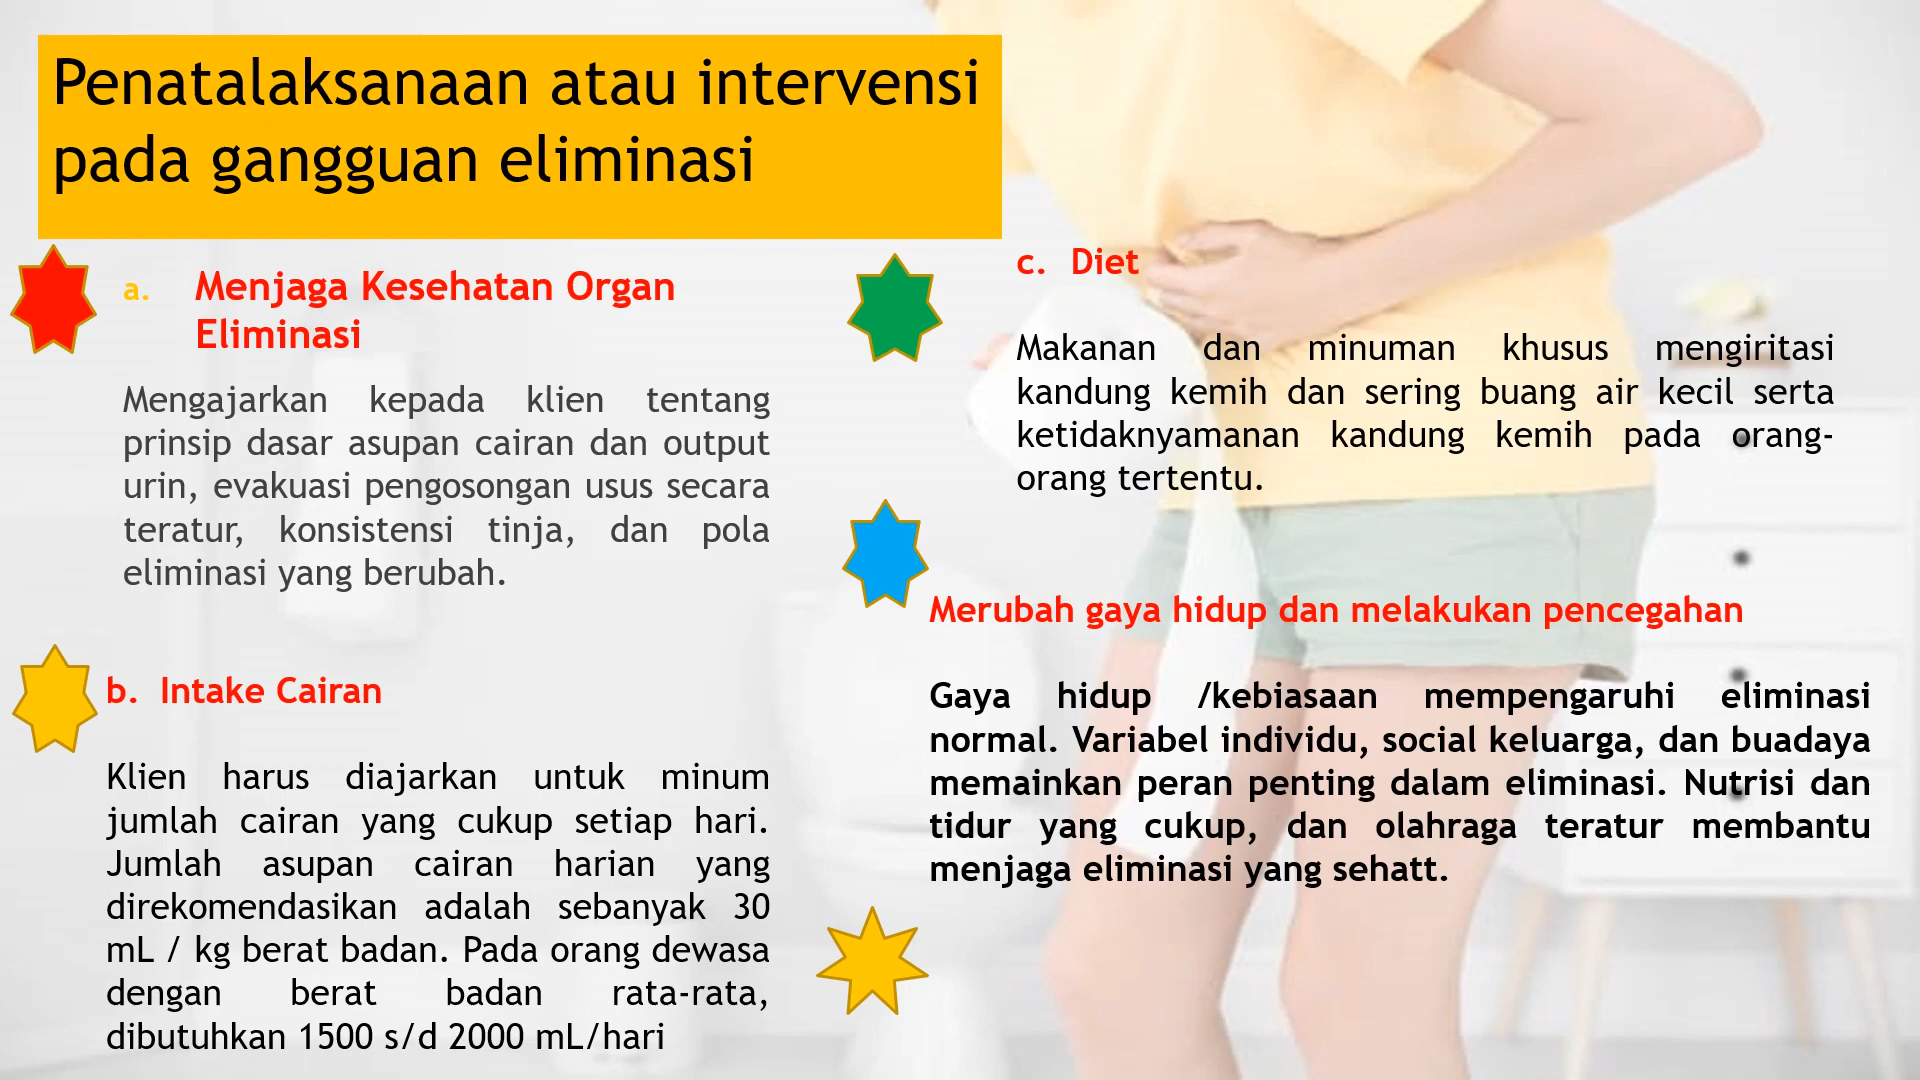 Penatalaksanaan atau intervensi
pada gangguan eliminasi
a. Menjaga Kesehatan Organ
Eliminasi
Mengajarkan kepada klien tentang
prinsip dasar asupan cairan dan output
urin, evakuasi pengosongan usus secara
teratur, konsistensi tinja, dan pola
eliminasi yang berubah.
b. Intake Cairan
Klien harus diajarkan untuk minum
jumlah cairan yang cukup setiap hari.
Jumlah asupan cairan harian yang
direkomendasikan adalah sebanyak 30
mL / kg berat badan. Pada orang dewasa
dengan berat badan rata-rata,
dibutuhkan 1500 s/d 2000 mL/hari
c. Diet
Makanan dan minuman khusus mengiritasi
kandung kemih dan sering buang air kecil serta
ketidaknyamanan kandung kemih pada orang-
orang tertentu.
Merubah gaya hidup dan melakukan pencegahan
Gaya hidup /kebiasaan mempengaruhi eliminasi
normal. Variabel individu, social keluarga, dan buadaya
memainkan peran penting dalam eliminasi. Nutrisi dan
tidur yang cukup, dan olahraga teratur membantu
menjaga eliminasi yang sehatt.